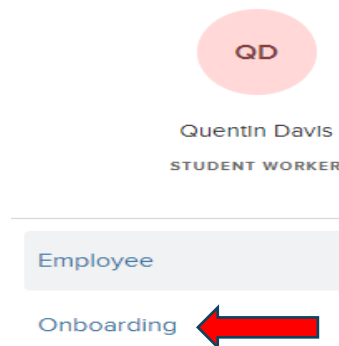 QD
Quentin Davis
STUDENT WORKER
Employee
Onboarding